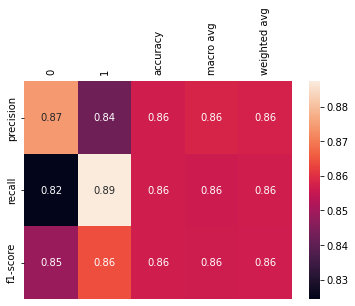 0 1 accuracy macro avg weighted avg
precision 0.87 0.84 0.86 0.86 0.86
recall 0.82 0.89 0.86 0.86 0.86
f1-score 0.85 0.86 0.86 0.86 0.86
0.88
0.87
0.86
0.85
0.84
0.83